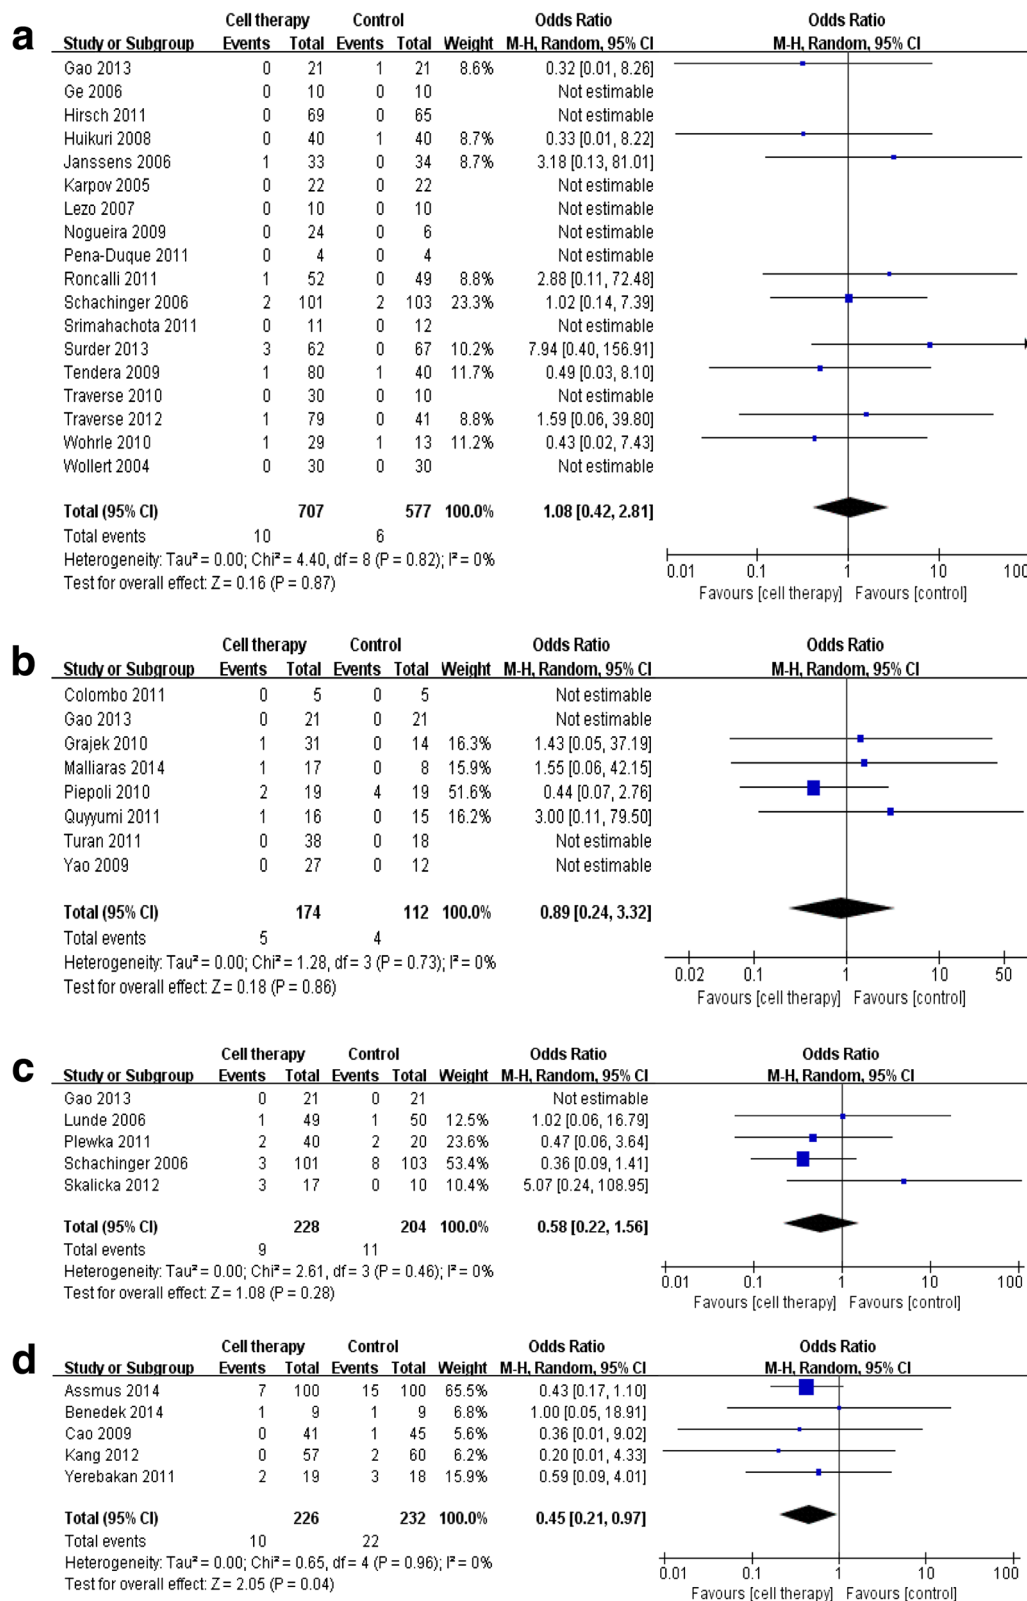 a
Cell therapy Control Odds Ratio Odds Ratio
Study or Subgroup Events Total Events Total Weight M-H, Random, 95% CI M-H, Random, 95% CI
Gao 2013 0 21 1 21 8.6% 0.32 [0.01, 8.26]
Ge 2006 0 10 0 10 Not estimable
Hirsch 2011 0 69 0 65 Not estimable
Huikuri 2008 0 40 1 40 8.7% 0.33 [0.01, 8.22]
Janssens 2006 1 33 0 34 8.7% 3.18 [0.13, 81.01]
Karpov 2005 0 22 0 22 Not estimable
Lezo 2007 0 10 0 10 Not estimable
Nogueira 2009 0 24 0 6 Not estimable
Pena-Duque 2011 0 4 0 4 Not estimable
Roncalli 2011 1 52 0 49 8.8% 2.88 [0.11, 72.48]
Schachinger 2006 2 101 2 103 23.3% 1.02 [0.14, 7.39]
Srimahachota 2011 0 11 0 12 Not estimable
Surder 2013 3 62 0 67 10.2% 7.94 [0.40, 156.91]
Tendera 2009 1 80 1 40 11.7% 0.49 [0.03, 8.10]
Traverse 2010 0 30 0 10 Not estimable
Traverse 2012 1 79 0 41 8.8% 1.59 [0.06, 39.80]
Wohrle 2010 1 29 1 13 11.2% 0.43 [0.02, 7.43]
Wollert 2004 0 30 0 30 Not estimable
Total (95% CI) 707 577 100.0% 1.08 [0.42, 2.81]
Total events 10 6
Heterogeneity: Tau² = 0.00; Chi² = 4.40, df = 8 (P = 0.82); I² = 0%
Test for overall effect: Z = 0.16 (P = 0.87)
0.01 0.1 1 10 100
Favours [cell therapy] Favours [control]
b
Cell therapy Control Odds Ratio Odds Ratio
Study or Subgroup Events Total Events Total Weight M-H, Random, 95% CI M-H, Random, 95% CI
Colombo 2011 0 5 0 5 Not estimable
Gao 2013 0 21 0 21 Not estimable
Grajek 2010 1 31 0 14 16.3% 1.43 [0.05, 37.19]
Malliaras 2014 1 17 0 8 15.9% 1.55 [0.06, 42.15]
Piepoli 2010 2 19 4 19 51.6% 0.44 [0.07, 2.76]
Quyyumi 2011 1 16 0 15 16.2% 3.00 [0.11, 79.50]
Turan 2011 0 38 0 18 Not estimable
Yao 2009 0 27 0 12 Not estimable
Total (95% CI) 174 112 100.0% 0.89 [0.24, 3.32]
Total events 5 4
Heterogeneity: Tau² = 0.00; Chi² = 1.28, df = 3 (P = 0.73); I² = 0%
Test for overall effect: Z = 0.18 (P = 0.86)
0.02 0.1 1 10 50
Favours [cell therapy] Favours [control]
c
Cell therapy Control Odds Ratio Odds Ratio
Study or Subgroup Events Total Events Total Weight M-H, Random, 95% CI M-H, Random, 95% CI
Gao 2013 0 21 0 21 Not estimable
Lunde 2006 1 49 1 50 12.5% 1.02 [0.06, 16.79]
Plewka 2011 2 40 2 20 23.6% 0.47 [0.06, 3.64]
Schachinger 2006 3 101 8 103 53.4% 0.36 [0.09, 1.41]
Skalicka 2012 3 17 0 10 10.4% 5.07 [0.24, 108.95]
Total (95% CI) 228 204 100.0% 0.58 [0.22, 1.56]
Total events 9 11
Heterogeneity: Tau² = 0.00; Chi² = 2.61, df = 3 (P = 0.46); I² = 0%
Test for overall effect: Z = 1.08 (P = 0.28)
0.01 0.1 1 10 100
Favours [cell therapy] Favours [control]
d
Cell therapy Control Odds Ratio Odds Ratio
Study or Subgroup Events Total Events Total Weight M-H, Random, 95% CI M-H, Random, 95% CI
Assmus 2014 7 100 15 100 65.5% 0.43 [0.17, 1.10]
Benedek 2014 1 9 1 9 6.8% 1.00 [0.05, 18.91]
Cao 2009 0 41 1 45 5.6% 0.36 [0.01, 9.02]
Kang 2012 0 57 2 60 6.2% 0.20 [0.01, 4.33]
Yerebakan 2011 2 19 3 18 15.9% 0.59 [0.09, 4.01]
Total (95% CI) 226 232 100.0% 0.45 [0.21, 0.97]
Total events 10 22
Heterogeneity: Tau² = 0.00; Chi² = 0.65, df = 4 (P = 0.96); I² = 0%
Test for overall effect: Z = 2.05 (P = 0.04)
0.01 0.1 1 10 100
Favours [cell therapy] Favours [control]